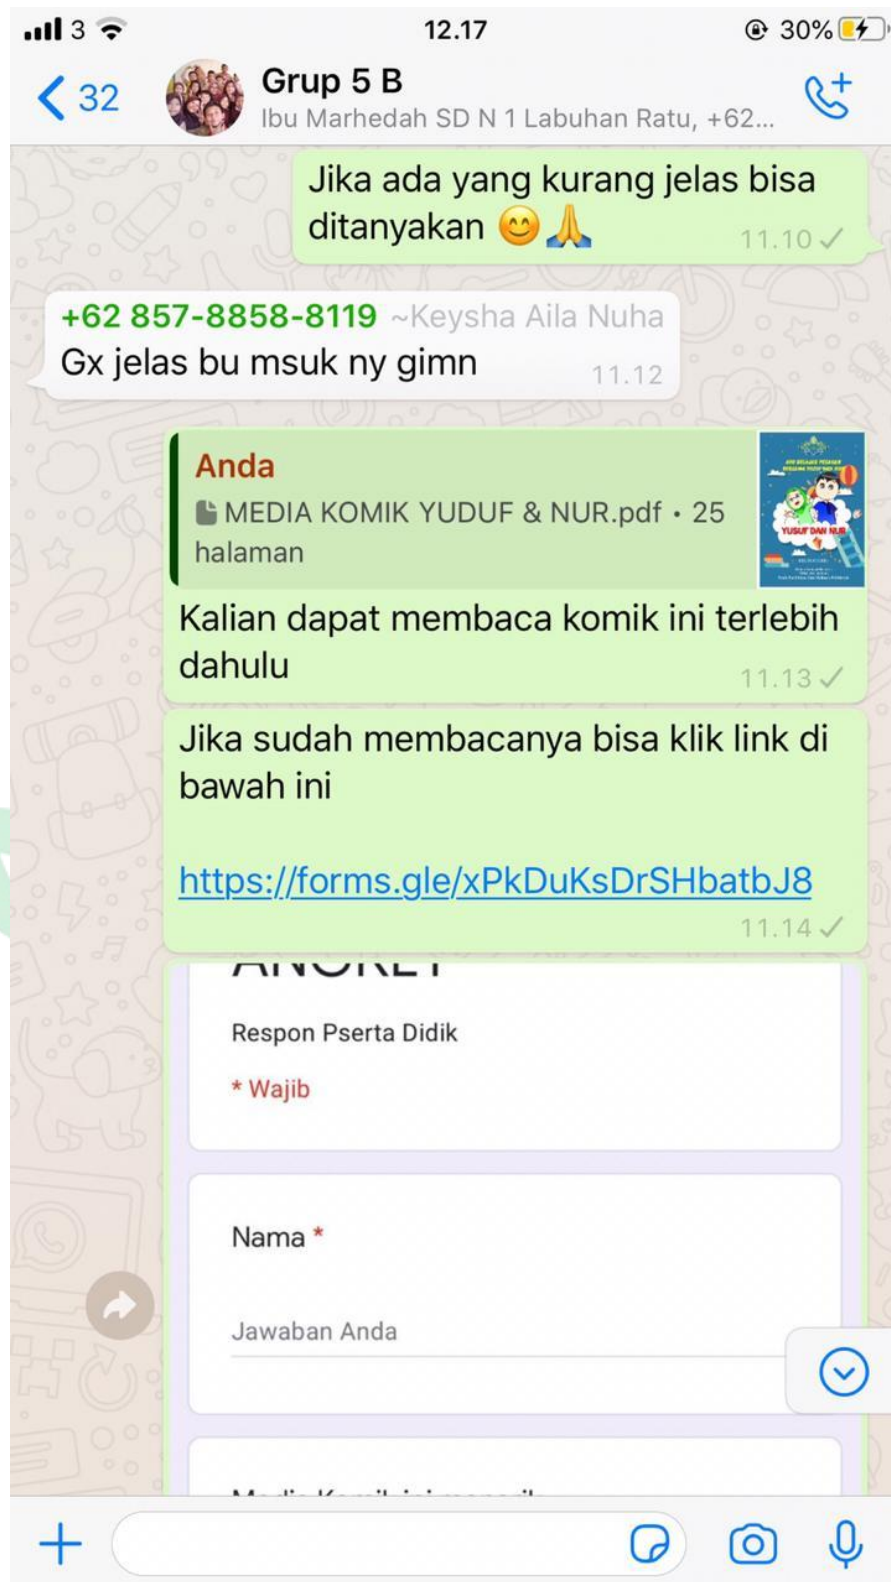 3
12.17
30%
32
Grup 5 B
Ibu Marhedah SD N 1 Labuhan Ratu, +62...
Jika ada yang kurang jelas bisa
ditanyakan 😊🙏
11.10
+62 857-8858-8119 ~Keysha Aila Nuha
Gx jelas bu msuk ny gimn
11.12
Anda
MEDIA KOMIK YUDUF & NUR.pdf • 25
halaman
YUSUF DAN NUR
Kalian dapat membaca komik ini terlebih
dahulu
11.13
Jika sudah membacanya bisa klik link di
bawah ini
https://forms.gle/xPkDuKsDrSHbatbJ8
11.14
ANGKET
Respon Pserta Didik
* Wajib
Nama *
Jawaban Anda